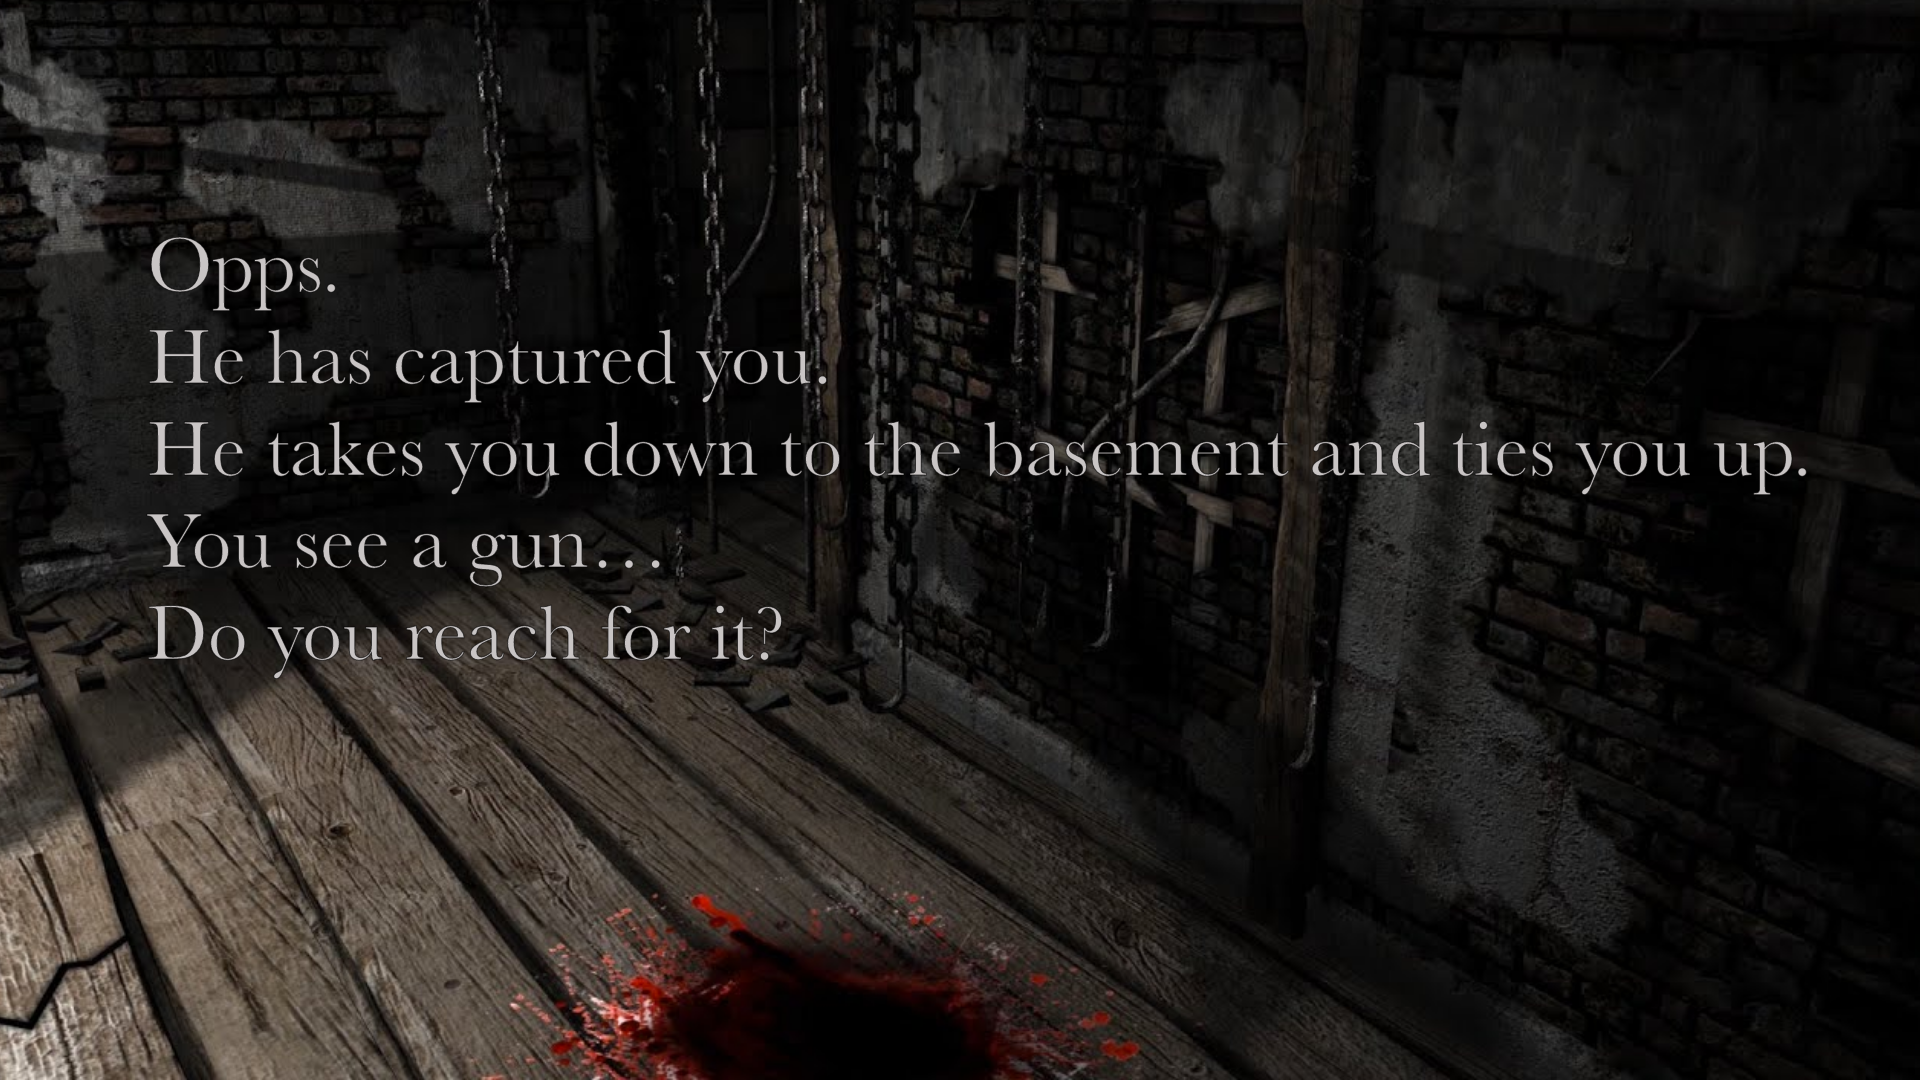 Opps.
He has captured you.
He takes you down to the basement and ties you up.
You see a gun…
Do you reach for it?